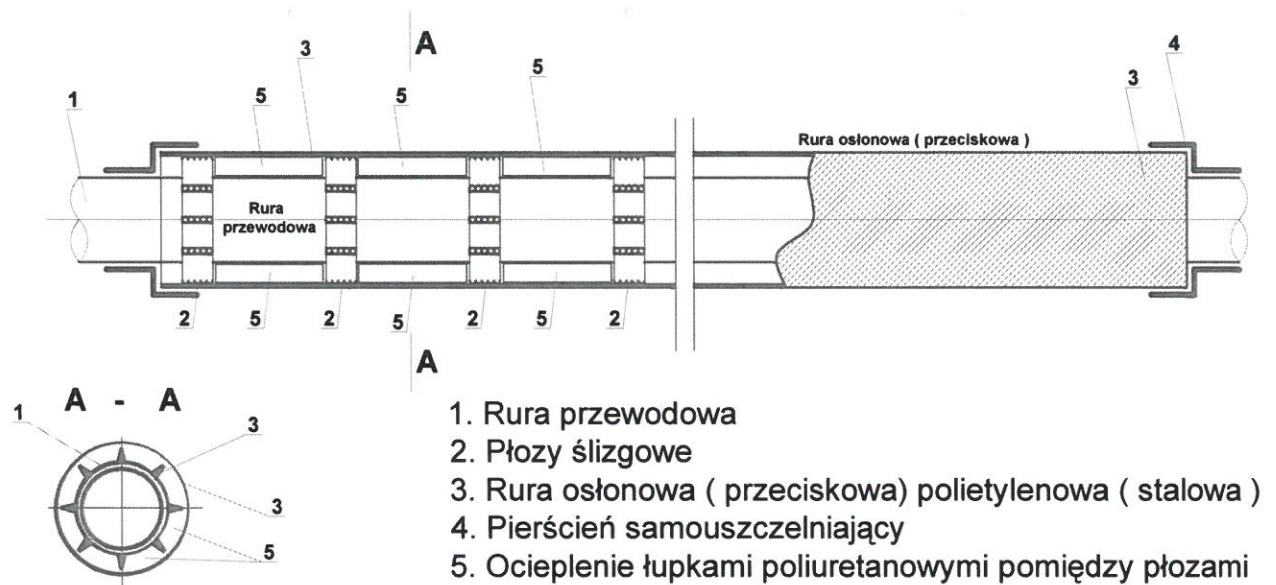 A
3
4
5
1
5
5
3
Rura osłonowa ( przeciskowa )
Rura
przewodowa
2
5
2
5
2
5
2
A
A - A
1
3
3
5
1. Rura przewodowa
2. Płozy ślizgowe
3. Rura osłonowa ( przeciskowa) polietylenowa ( stalowa )
4. Pierścień samouszczelniający
5. Ocieplenie łupkami poliuretanowymi pomiędzy płozami